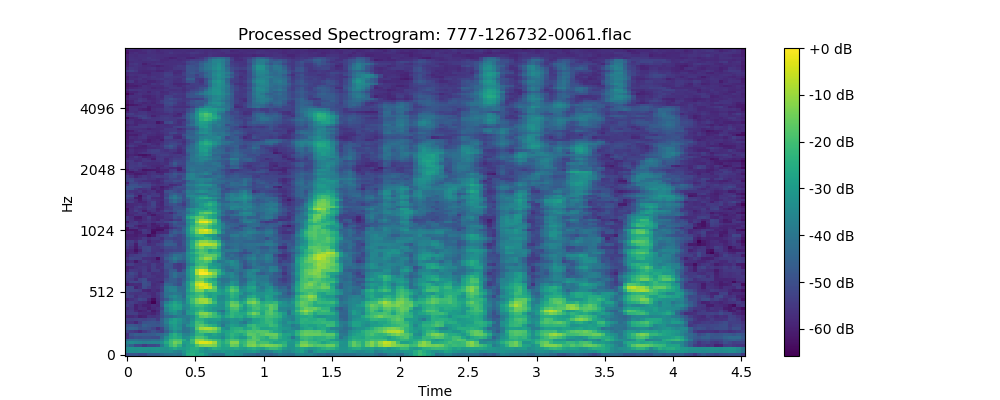 Processed Spectrogram: 777-126732-0061.flac
Hz
4096
2048
1024
512
0
0 0.5 1 1.5 2 2.5 3 3.5 4 4.5
Time
+0 dB
-10 dB
-20 dB
-30 dB
-40 dB
-50 dB
-60 dB